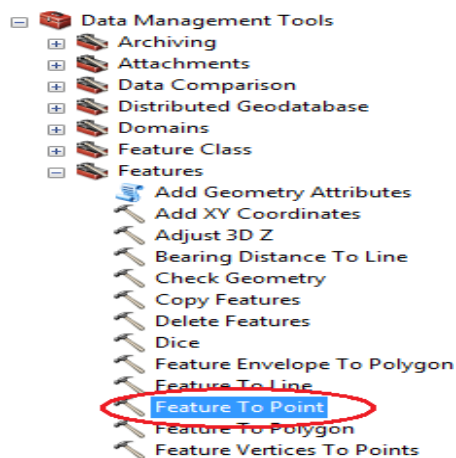 Data Management Tools
Archiving
Attachments
Data Comparison
Distributed Geodatabase
Domains
Feature Class
Features
Add Geometry Attributes
Add XY Coordinates
Adjust 3D Z
Bearing Distance To Line
Check Geometry
Copy Features
Delete Features
Dice
Feature Envelope To Polygon
Feature To Line
Feature To Point
Feature To Polygon
Feature Vertices To Points